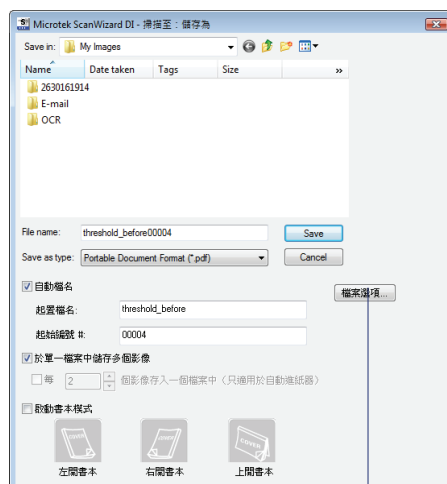 Microtek ScanWizard DI - 掃描至：儲存為
Save in: My Images
Name Date taken Tags Size »
2630161914
E-mail
OCR
File name: threshold_before00004 Save
Save as type: Portable Document Format (*.pdf) Cancel
自動檔名
檔案選項...
起置檔名: threshold_before
起始編號 #: 00004
於單一檔案中儲存多個影像
每 2 個影像存入一個檔案中（只適用於自動進紙器）
啟動書本模式
COVER COVER COVER
左開書本 右開書本 上開書本